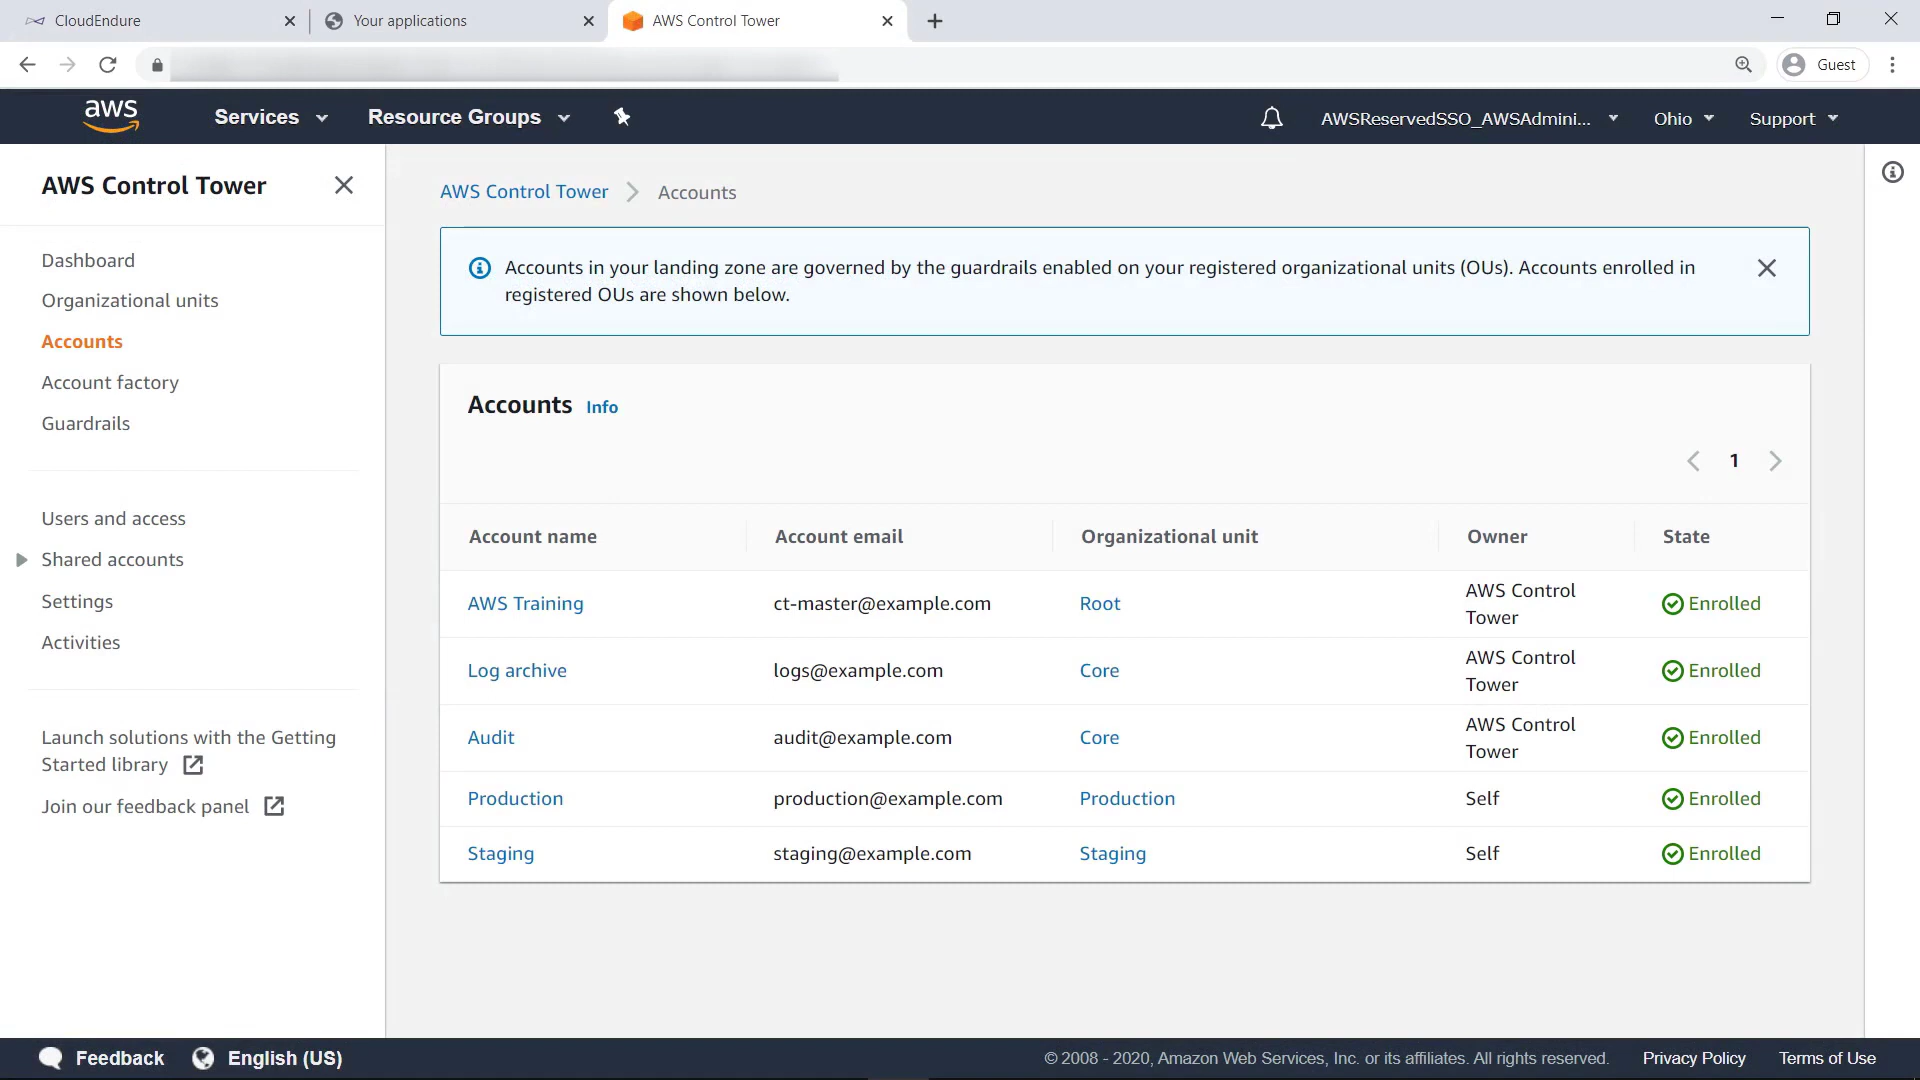 CloudEndure
Your applications
AWS Control Tower
Guest
aws
Services
Resource Groups
AWSReservedSSO_AWSAdmini...
Ohio
Support
AWS Control Tower
Dashboard
Organizational units
Accounts
Account factory
Guardrails
Users and access
Shared accounts
Settings
Activities
Launch solutions with the Getting
Started library
Join our feedback panel
AWS Control Tower
Accounts
Accounts in your landing zone are governed by the guardrails enabled on your registered organizational units (OUs). Accounts enrolled in
registered OUs are shown below.
Accounts Info
1
Account name Account email Organizational unit Owner State
AWS Training ct-master@example.com Root AWS Control
Tower Enrolled
Log archive logs@example.com Core AWS Control
Tower Enrolled
Audit audit@example.com Core AWS Control
Tower Enrolled
Production production@example.com Production Self Enrolled
Staging staging@example.com Staging Self Enrolled
Feedback
English (US)
© 2008 - 2020, Amazon Web Services, Inc. or its affiliates. All rights reserved.
Privacy Policy
Terms of Use